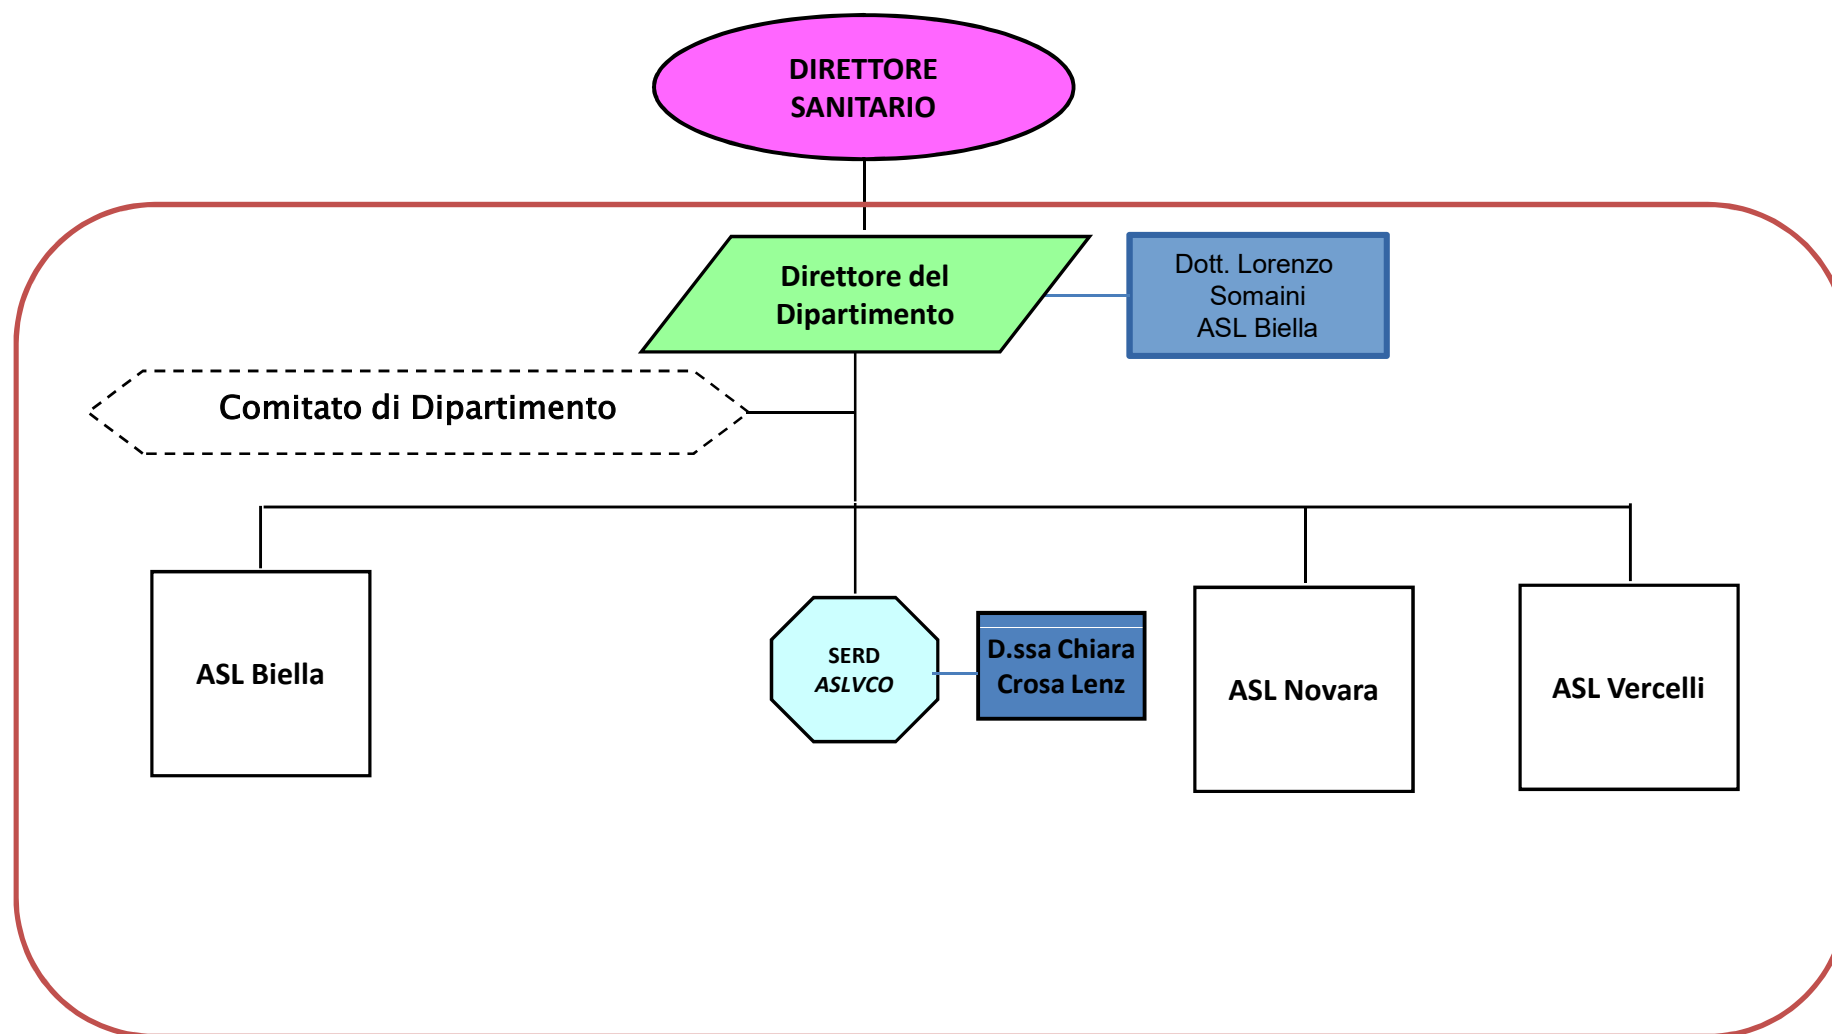 DIRETTORE
SANITARIO
Direttore del
Dipartimento
Dott. Lorenzo
Somaini
ASL Biella
Comitato di Dipartimento
ASL Biella
SERD
ASLVCO
D.ssa Chiara
Crosa Lenz
ASL Novara
ASL Vercelli